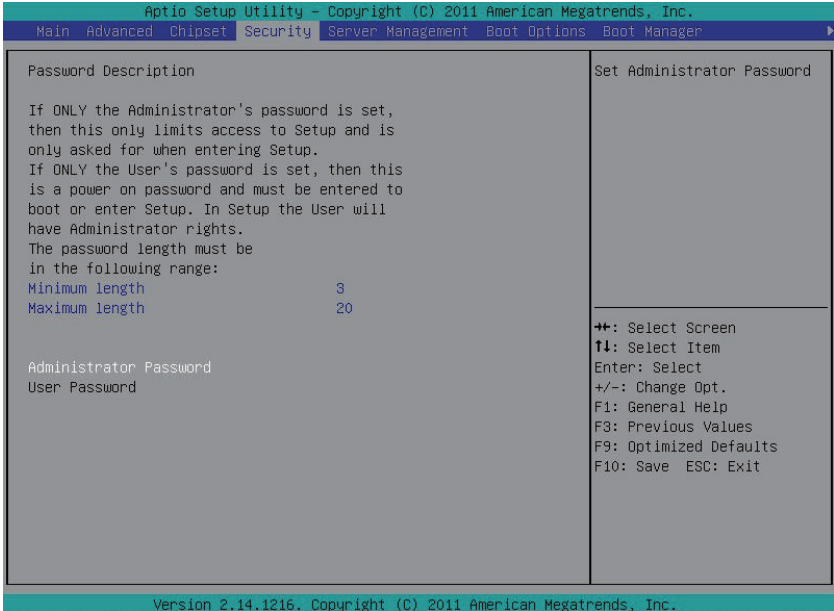 Aptio Setup Utility – Copyright (C) 2011 American Megatrends, Inc.
Main Advanced Chipset Security Server Management Boot Options Boot Manager
Password Description
If ONLY the Administrator's password is set,
then this only limits access to Setup and is
only asked for when entering Setup.
If ONLY the User's password is set, then this
is a power on password and must be entered to
boot or enter Setup. In Setup the User will
have Administrator rights.
The password length must be
in the following range:
Minimum length 3
Maximum length 20
Administrator Password
User Password
Set Administrator Password
→←: Select Screen
↑↓: Select Item
Enter: Select
+/-: Change Opt.
F1: General Help
F3: Previous Values
F9: Optimized Defaults
F10: Save ESC: Exit
Version 2.14.1216. Copyright (C) 2011 American Megatrends, Inc.